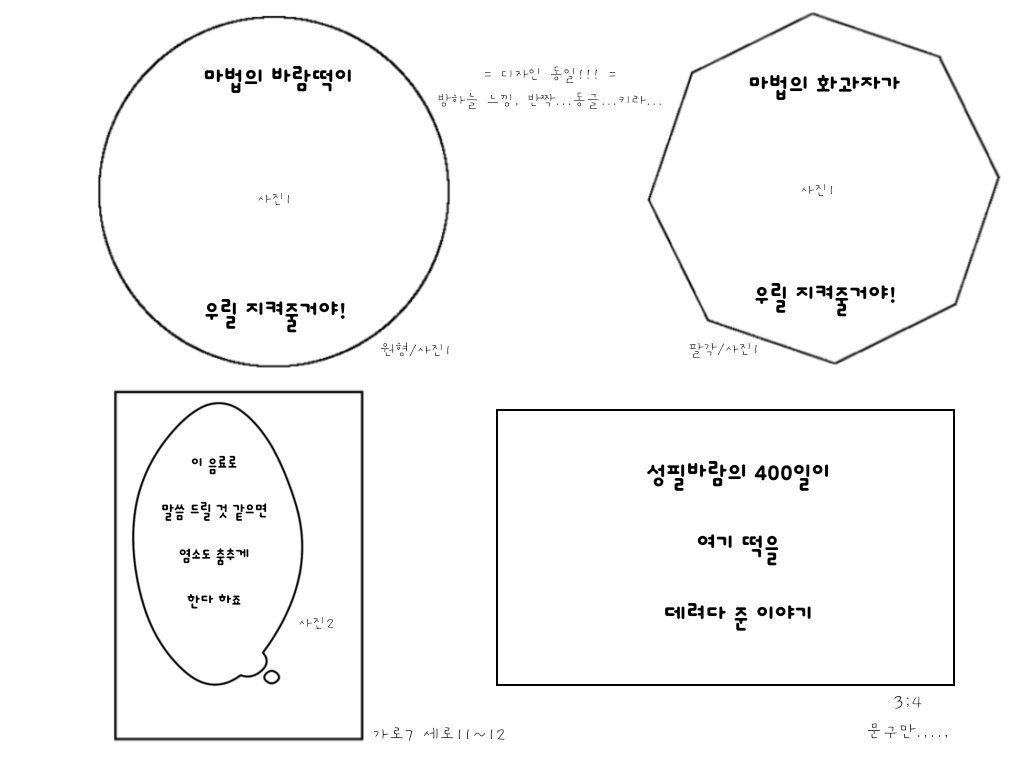 마법의 바람떡이
사진1
우릴 지켜줄거야!
원형/사진1
= 디자인 동일!!! =
방하늘 느낌, 반짝...동글...키라...
마법의 화과자가
사진1
우릴 지켜줄거야!
팔각/사진1
이 음료로
말씀 드릴 것 같으면
염소도 춤추게
한다 하죠
사진2
가로7 세로11~12
성필바람의 400일이
여기 떡을
데려다 준 이야기
3:4
문구만.,..,